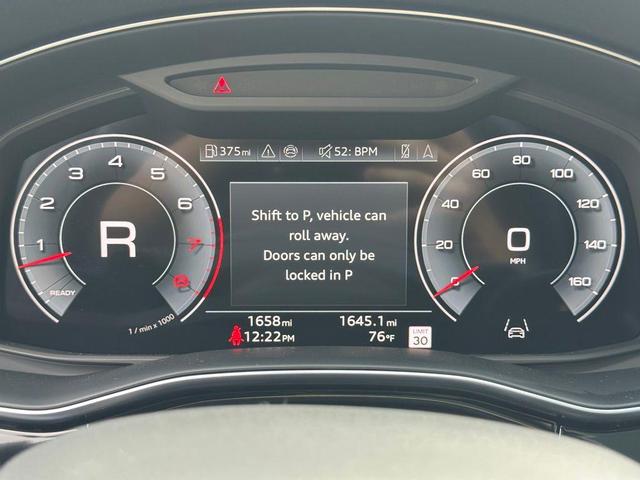 375mi 52: BPM
1 2 3 4 5 6 7 8
READY
1 / min x 1000
R
Shift to P, vehicle can
roll away.
Doors can only be
locked in P
0 20 40 60 80 100 120 140 160
0
MPH
1658mi 1645.1mi
12:22PM 76°F
LIMIT
30